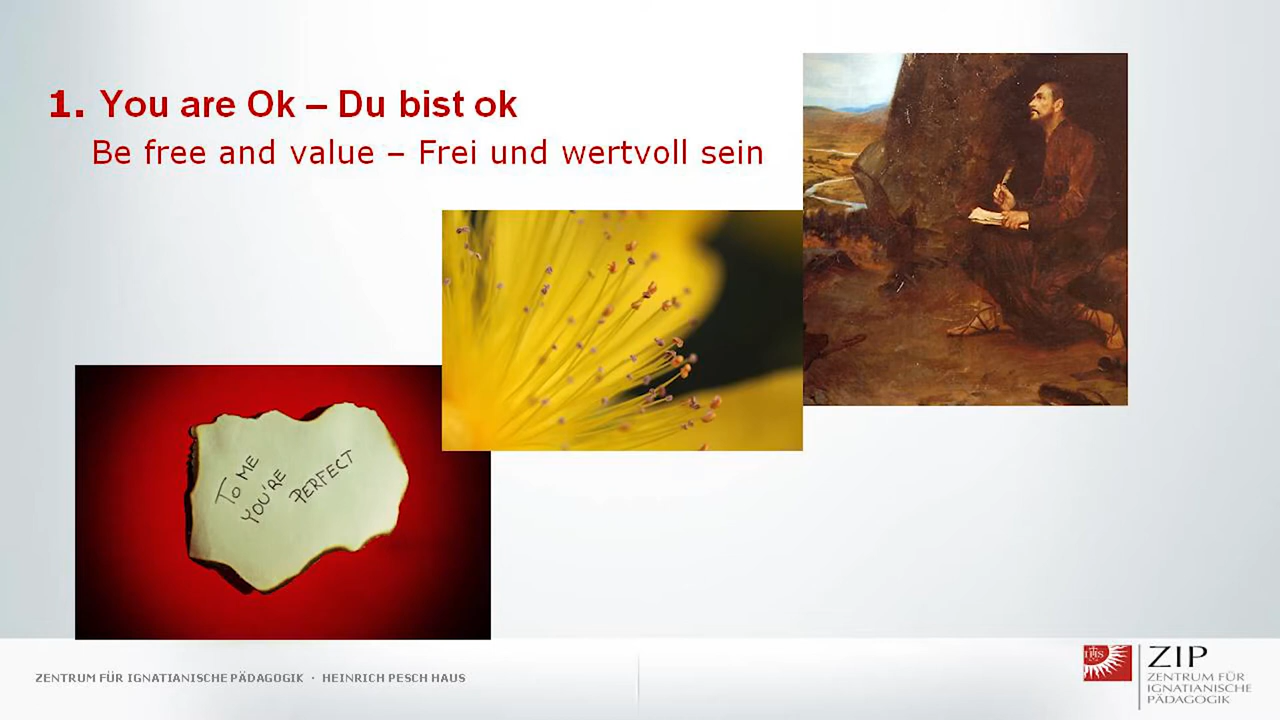 1. You are Ok – Du bist ok
Be free and value – Frei und wertvoll sein
TO ME
YOU'RE
PERFECT
ZENTRUM FÜR IGNATIANISCHE PÄDAGOGIK · HEINRICH PESCH HAUS
IHS
ZIP
ZENTRUM FÜR
IGNATIANISCHE
PÄDAGOGIK